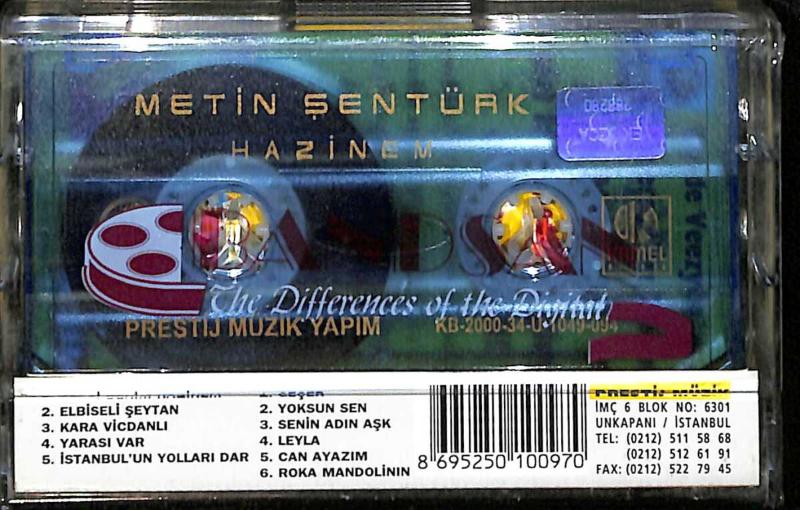 METİN ŞENTÜRK
HAZİNEM
The Differences of the Digital
PRESTIJ MUZIK YAPIM
KB-2000-34-U-1049-094
2. ELBİSELİ ŞEYTAN
3. KARA VİCDANLI
4. YARASI VAR
5. İSTANBUL'UN YOLLARI DAR
2. YOKSUN SEN
3. SENİN ADIN AŞK
4. LEYLA
5. CAN AYAZIM
6. ROKA MANDOLİNIN
8 695250 100970
PRESTİJ MÜZİK
İMÇ 6 BLOK NO: 6301
UNKAPANI / İSTANBUL
TEL: (0212) 511 58 68
(0212) 512 61 91
FAX: (0212) 522 79 45